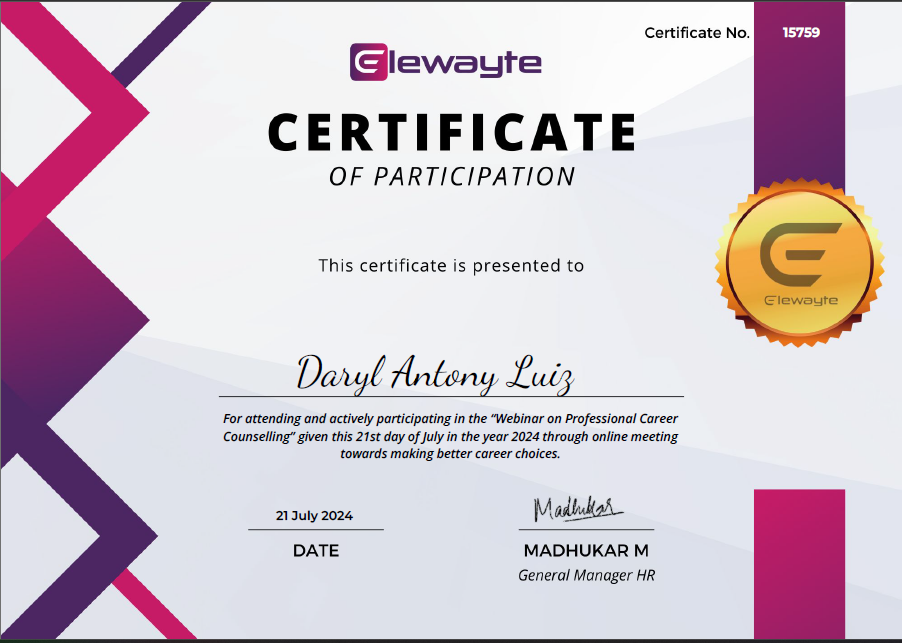 Certificate No. 15759
Elewayte
CERTIFICATE
OF PARTICIPATION
This certificate is presented to
Elewayte
Daryl Antony Luiz
For attending and actively participating in the “Webinar on Professional Career
Counselling” given this 21st day of July in the year 2024 through online meeting
towards making better career choices.
21 July 2024
DATE
Madhukar
MADHUKAR M
General Manager HR